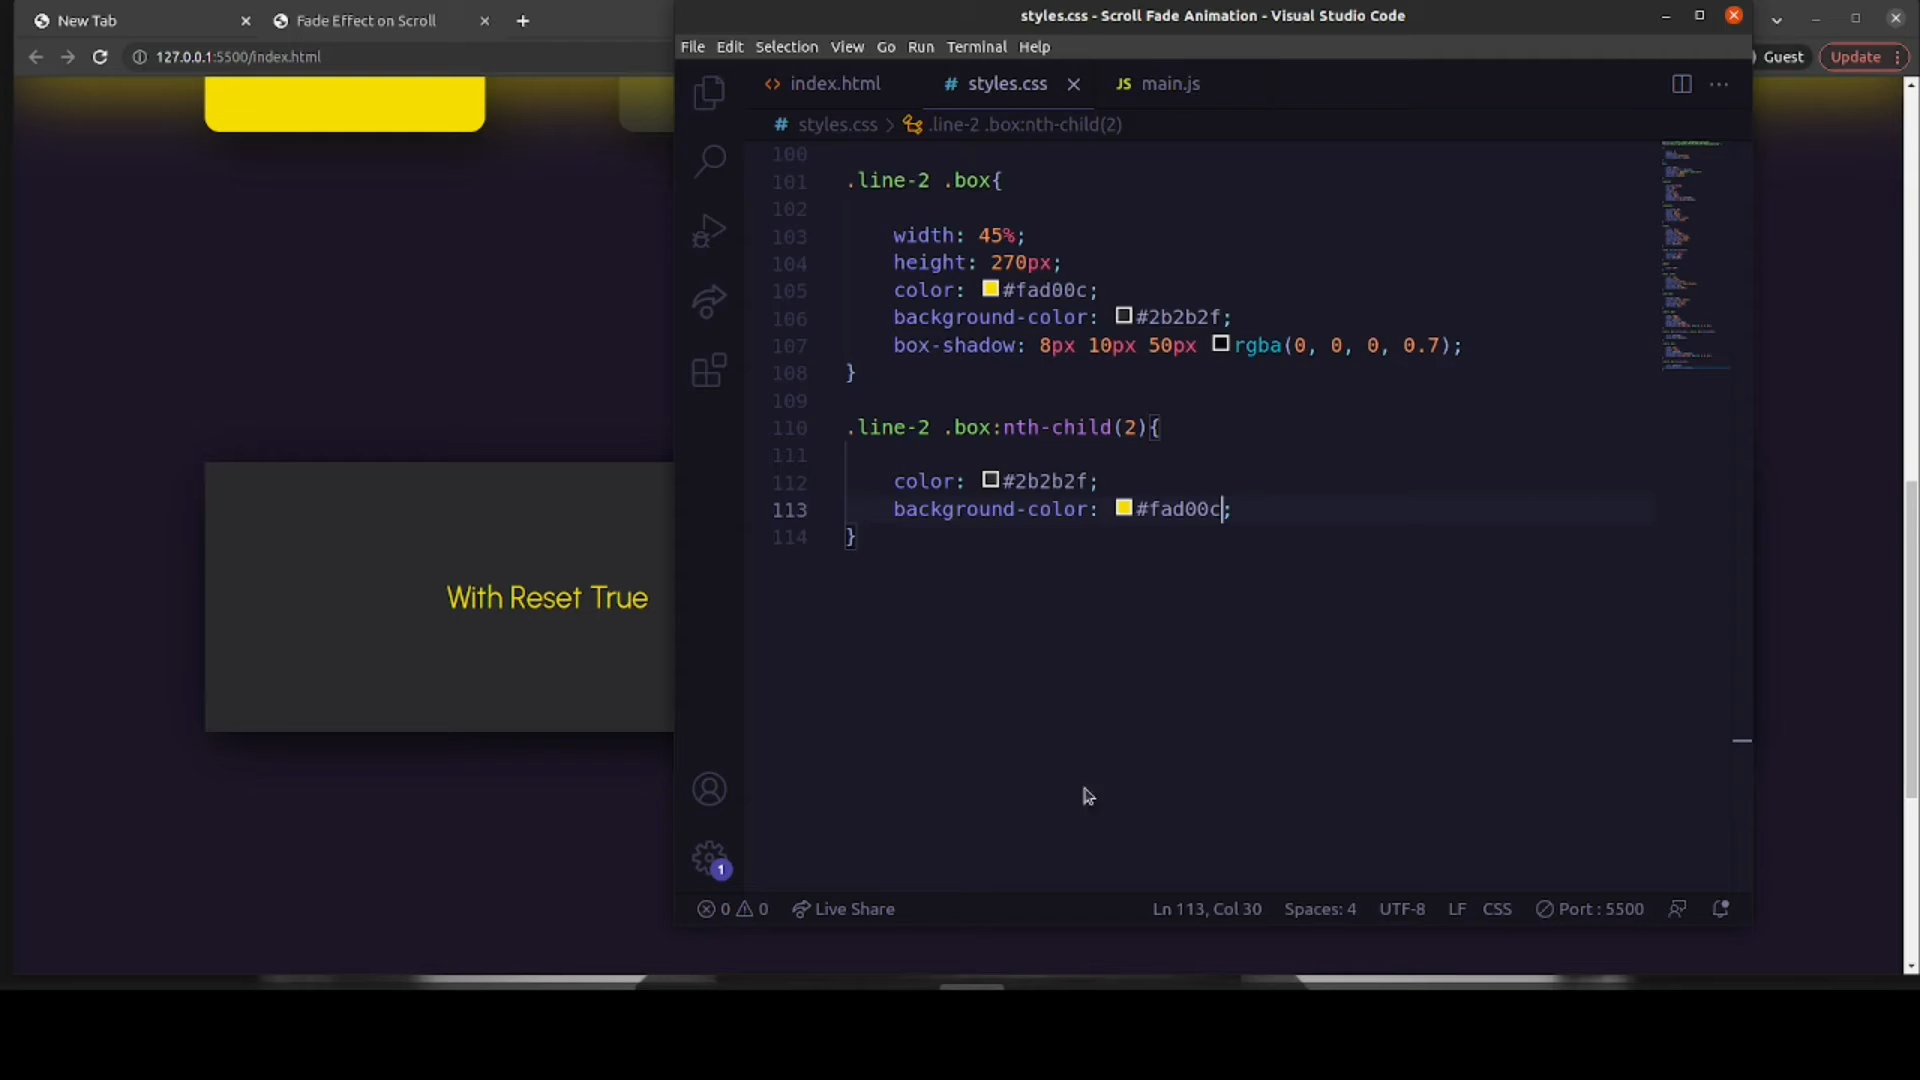 New Tab
Fade Effect on Scroll
127.0.0.1:5500/index.html
Guest
Update
With Reset True
styles.css - Scroll Fade Animation - Visual Studio Code
File Edit Selection View Go Run Terminal Help
<> index.html
# styles.css
JS main.js
# styles.css > .line-2 .box:nth-child(2)
100
101 .line-2 .box{
102
103 width: 45%;
104 height: 270px;
105 color: #fad00c;
106 background-color: #2b2b2f;
107 box-shadow: 8px 10px 50px rgba(0, 0, 0, 0.7);
108 }
109
110 .line-2 .box:nth-child(2){
111
112 color: #2b2b2f;
113 background-color: #fad00c;
114 }
1
0 0 Live Share Ln 113, Col 30 Spaces: 4 UTF-8 LF CSS Port : 5500